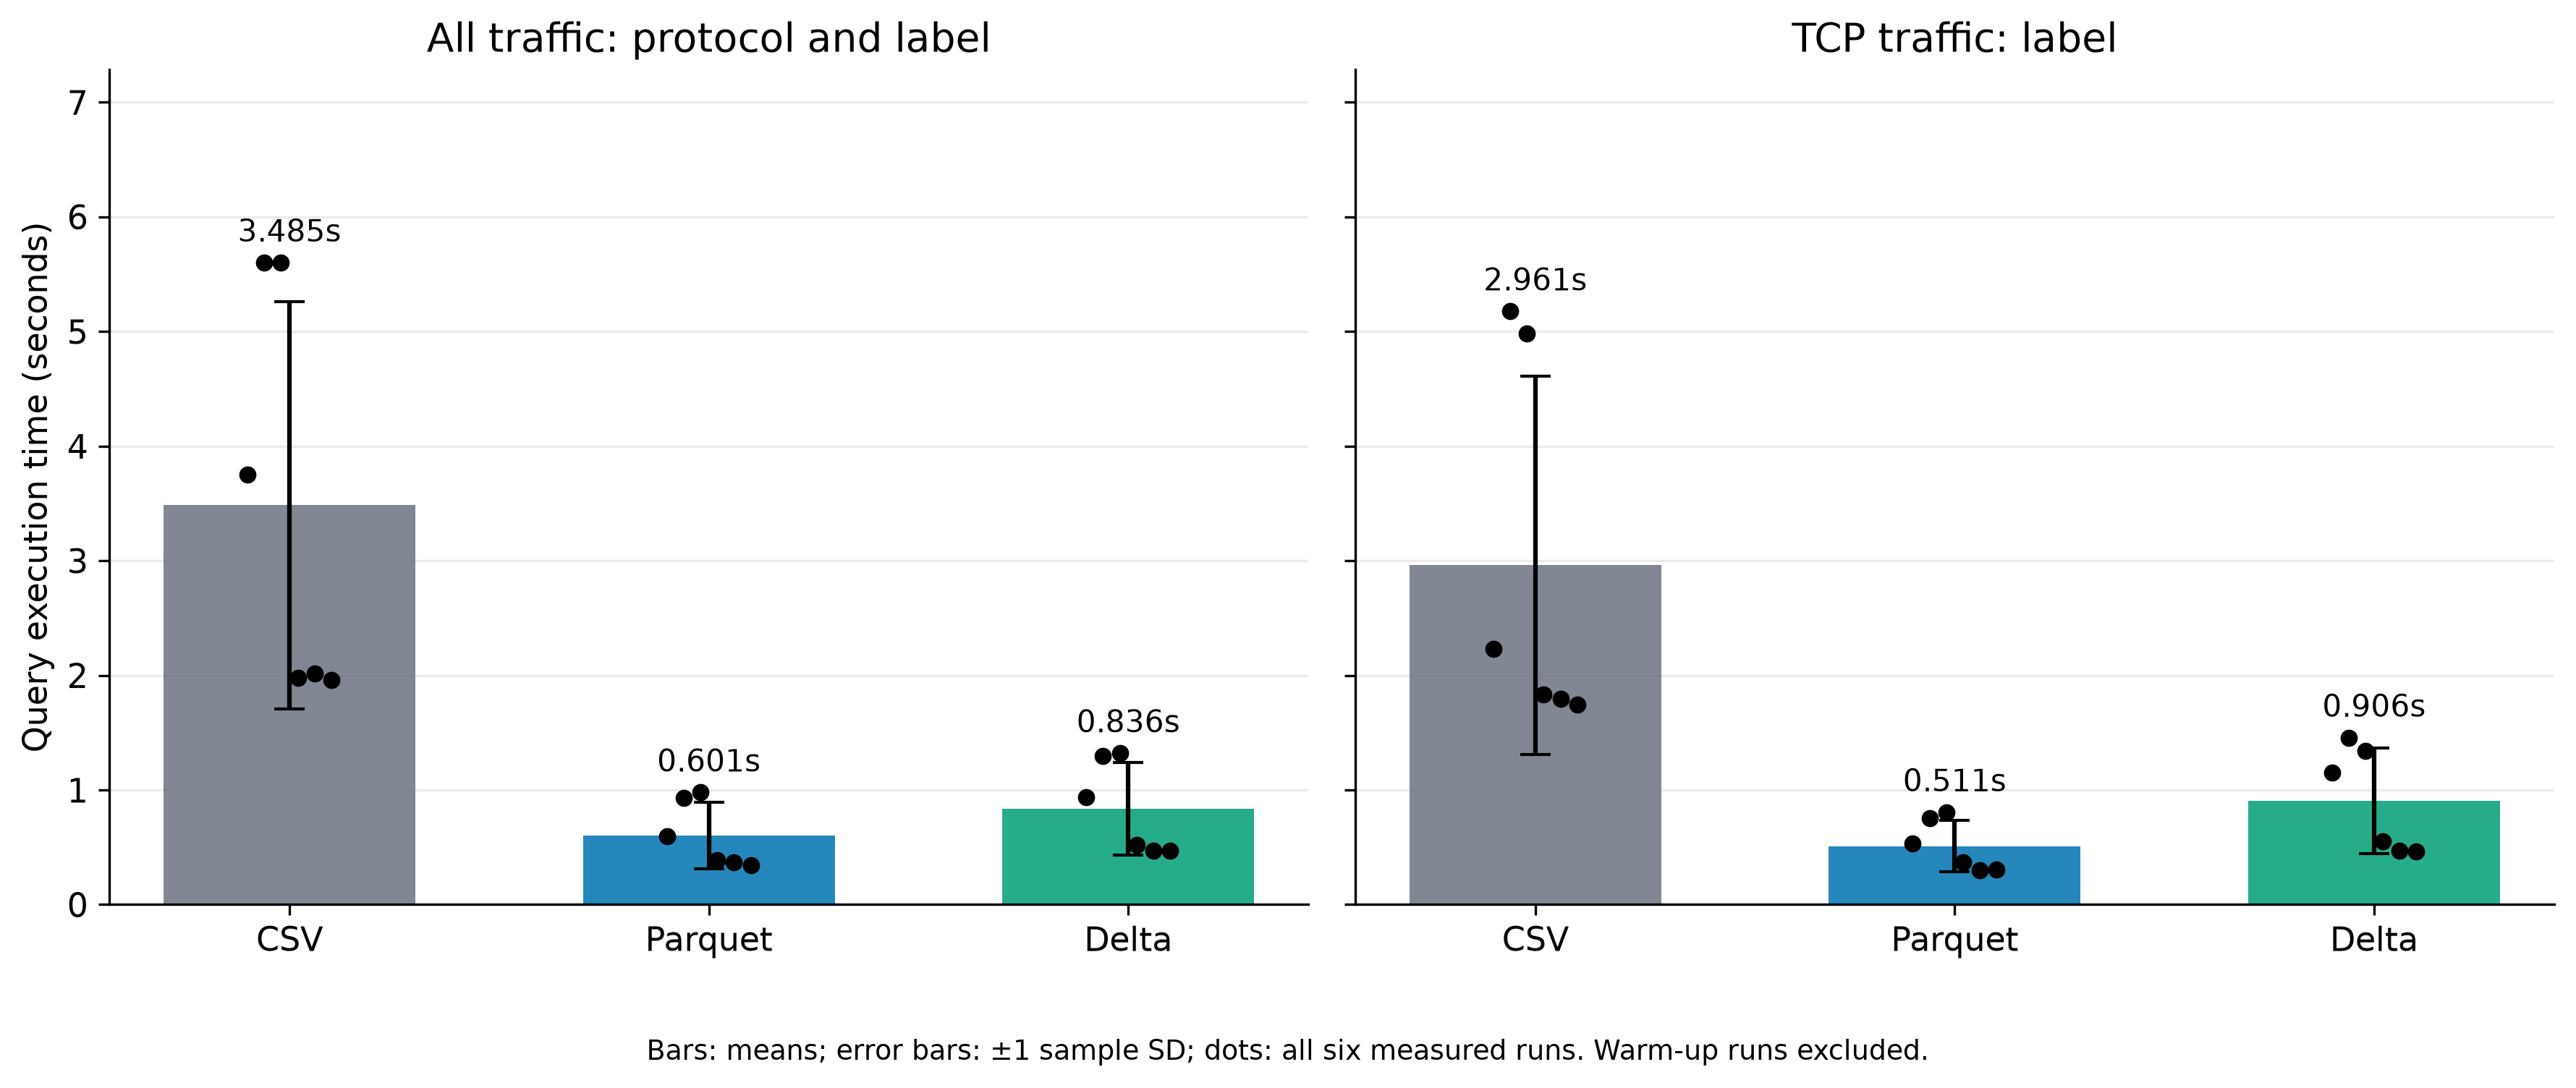 All traffic: protocol and label
TCP traffic: label
Query execution time (seconds)
7
6
5
4
3
2
1
0
3.485s
0.601s
0.836s
2.961s
0.511s
0.906s
CSV
Parquet
Delta
CSV
Parquet
Delta
Bars: means; error bars: ±1 sample SD; dots: all six measured runs. Warm-up runs excluded.